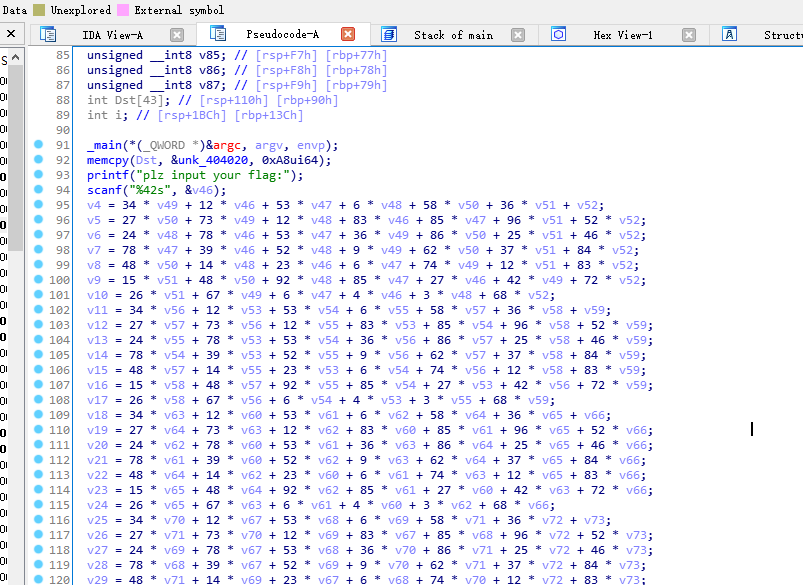 Data Unexplored External symbol
IDA View-A Pseudocode-A Stack of main Hex View-1 Struct
85 unsigned __int8 v85; // [rsp+F7h] [rbp+77h]
86 unsigned __int8 v86; // [rsp+F8h] [rbp+78h]
87 unsigned __int8 v87; // [rsp+F9h] [rbp+79h]
88 int Dst[43]; // [rsp+110h] [rbp+90h]
89 int i; // [rsp+1BCh] [rbp+13Ch]
90
91 _main(*(_QWORD *)&argc, argv, envp);
92 memcpy(Dst, &unk_404020, 0xA8ui64);
93 printf("plz input your flag:");
94 scanf("%42s", &v46);
95 v4 = 34 * v49 + 12 * v46 + 53 * v47 + 6 * v48 + 58 * v50 + 36 * v51 + v52;
96 v5 = 27 * v50 + 73 * v49 + 12 * v48 + 83 * v46 + 85 * v47 + 96 * v51 + 52 * v52;
97 v6 = 24 * v48 + 78 * v46 + 53 * v47 + 36 * v49 + 86 * v50 + 25 * v51 + 46 * v52;
98 v7 = 78 * v47 + 39 * v46 + 52 * v48 + 9 * v49 + 62 * v50 + 37 * v51 + 84 * v52;
99 v8 = 48 * v50 + 14 * v48 + 23 * v46 + 6 * v47 + 74 * v49 + 12 * v51 + 83 * v52;
100 v9 = 15 * v51 + 48 * v50 + 92 * v48 + 85 * v47 + 27 * v46 + 42 * v49 + 72 * v52;
101 v10 = 26 * v51 + 67 * v49 + 6 * v47 + 4 * v46 + 3 * v48 + 68 * v52;
102 v11 = 34 * v56 + 12 * v53 + 53 * v54 + 6 * v55 + 58 * v57 + 36 * v58 + v59;
103 v12 = 27 * v57 + 73 * v56 + 12 * v55 + 83 * v53 + 85 * v54 + 96 * v58 + 52 * v59;
104 v13 = 24 * v55 + 78 * v53 + 53 * v54 + 36 * v56 + 86 * v57 + 25 * v58 + 46 * v59;
105 v14 = 78 * v54 + 39 * v53 + 52 * v55 + 9 * v56 + 62 * v57 + 37 * v58 + 84 * v59;
106 v15 = 48 * v57 + 14 * v55 + 23 * v53 + 6 * v54 + 74 * v56 + 12 * v58 + 83 * v59;
107 v16 = 15 * v58 + 48 * v57 + 92 * v55 + 85 * v54 + 27 * v53 + 42 * v56 + 72 * v59;
108 v17 = 26 * v58 + 67 * v56 + 6 * v54 + 4 * v53 + 3 * v55 + 68 * v59;
109 v18 = 34 * v63 + 12 * v60 + 53 * v61 + 6 * v62 + 58 * v64 + 36 * v65 + v66;
110 v19 = 27 * v64 + 73 * v63 + 12 * v62 + 83 * v60 + 85 * v61 + 96 * v65 + 52 * v66;
111 v20 = 24 * v62 + 78 * v60 + 53 * v61 + 36 * v63 + 86 * v64 + 25 * v65 + 46 * v66;
112 v21 = 78 * v61 + 39 * v60 + 52 * v62 + 9 * v63 + 62 * v64 + 37 * v65 + 84 * v66;
113 v22 = 48 * v64 + 14 * v62 + 23 * v60 + 6 * v61 + 74 * v63 + 12 * v65 + 83 * v66;
114 v23 = 15 * v65 + 48 * v64 + 92 * v62 + 85 * v61 + 27 * v60 + 42 * v63 + 72 * v66;
115 v24 = 26 * v65 + 67 * v63 + 6 * v61 + 4 * v60 + 3 * v62 + 68 * v66;
116 v25 = 34 * v70 + 12 * v67 + 53 * v68 + 6 * v69 + 58 * v71 + 36 * v72 + v73;
117 v26 = 27 * v71 + 73 * v70 + 12 * v69 + 83 * v67 + 85 * v68 + 96 * v72 + 52 * v73;
118 v27 = 24 * v69 + 78 * v67 + 53 * v68 + 36 * v70 + 86 * v71 + 25 * v72 + 46 * v73;
119 v28 = 78 * v68 + 39 * v67 + 52 * v69 + 9 * v70 + 62 * v71 + 37 * v72 + 84 * v73;
120 v29 = 48 * v71 + 14 * v69 + 23 * v67 + 6 * v68 + 74 * v70 + 12 * v72 + 83 * v73;